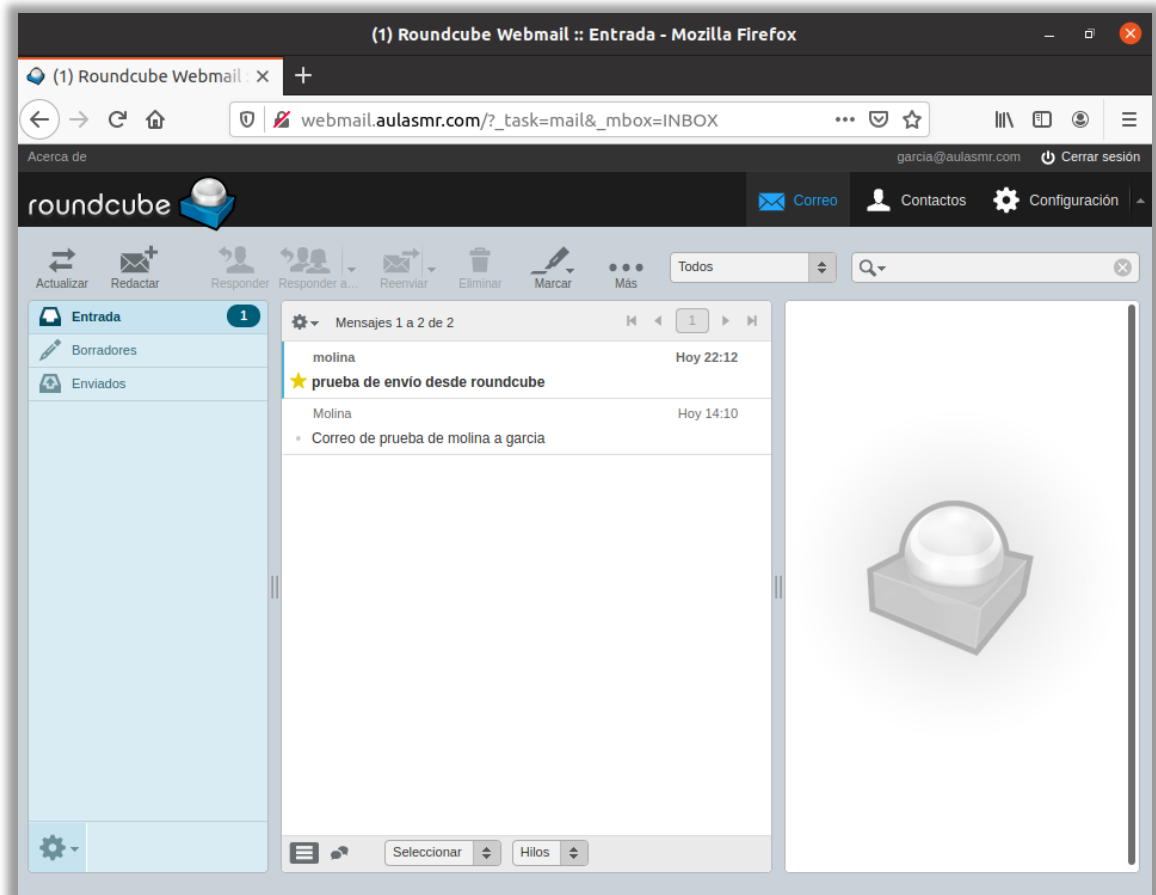 (1) Roundcube Webmail :: Entrada - Mozilla Firefox
(1) Roundcube Webmail :
webmail.aulasmr.com/?_task=mail&_mbox=INBOX
Acerca de
garcia@aulasmr.com Cerrar sesión
roundcube
Correo Contactos Configuración
Actualizar Redactar Responder Responder a... Reenviar Eliminar Marcar Más Todos
Entrada 1
Borradores
Enviados
Mensajes 1 a 2 de 2 1
molina Hoy 22:12
prueba de envío desde roundcube
Molina Hoy 14:10
Correo de prueba de molina a garcia
Seleccionar Hilos